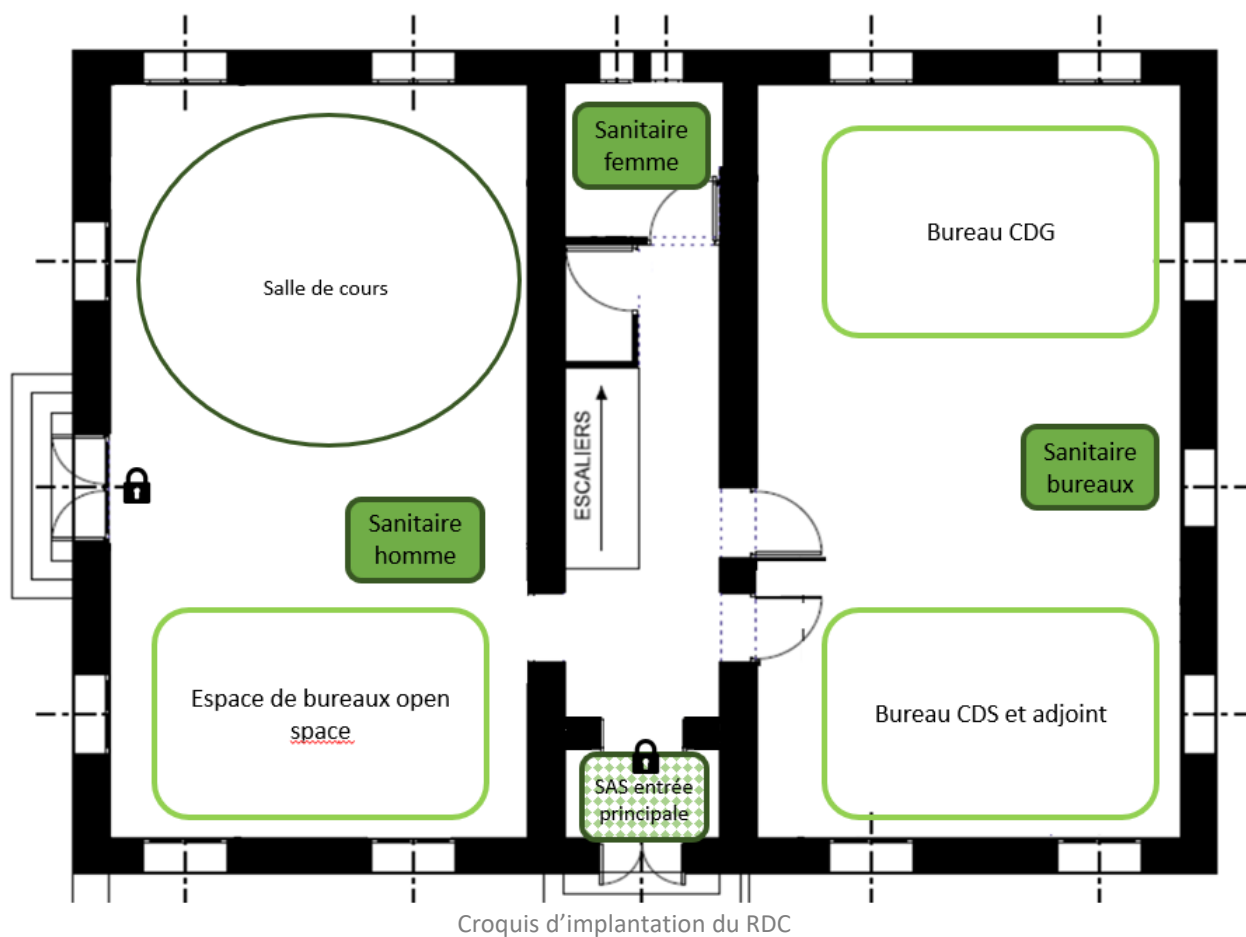 Sanitaire
femme
Bureau CDG
Salle de cours
ESCALIERS
Sanitaire
bureaux
Sanitaire
homme
Espace de bureaux open
space
Bureau CDS et adjoint
SAS entrée
principale
Croquis d’implantation du RDC